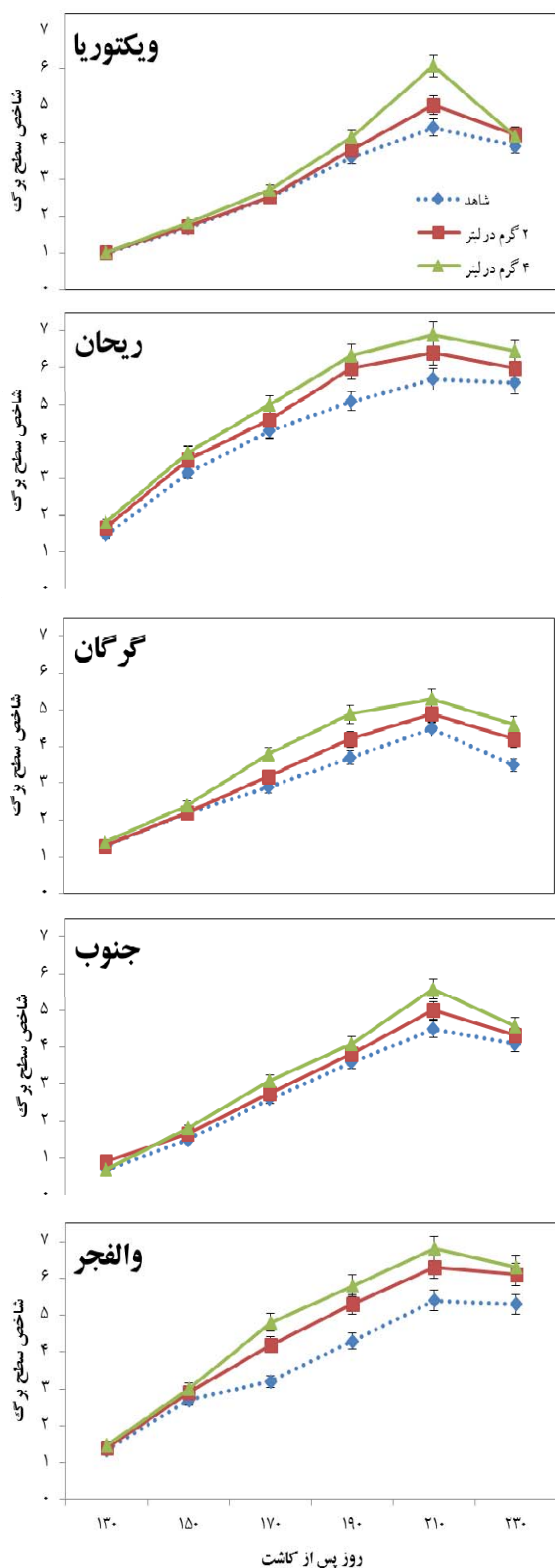 ویکتوریا
۷
۶
۵
۴
۳
۲
۱
۰
شاخص سطح برگ
شاهد
۲ گرم در لیتر
۴ گرم در لیتر
ریحان
۷
۶
۵
۴
۳
۲
۱
۰
شاخص سطح برگ
گرگان
۷
۶
۵
۴
۳
۲
۱
۰
شاخص سطح برگ
جنوب
۷
۶
۵
۴
۳
۲
۱
۰
شاخص سطح برگ
والفجر
۷
۶
۵
۴
۳
۲
۱
۰
شاخص سطح برگ
۱۳۰ ۱۵۰ ۱۷۰ ۱۹۰ ۲۱۰ ۲۳۰
روز پس از کاشت